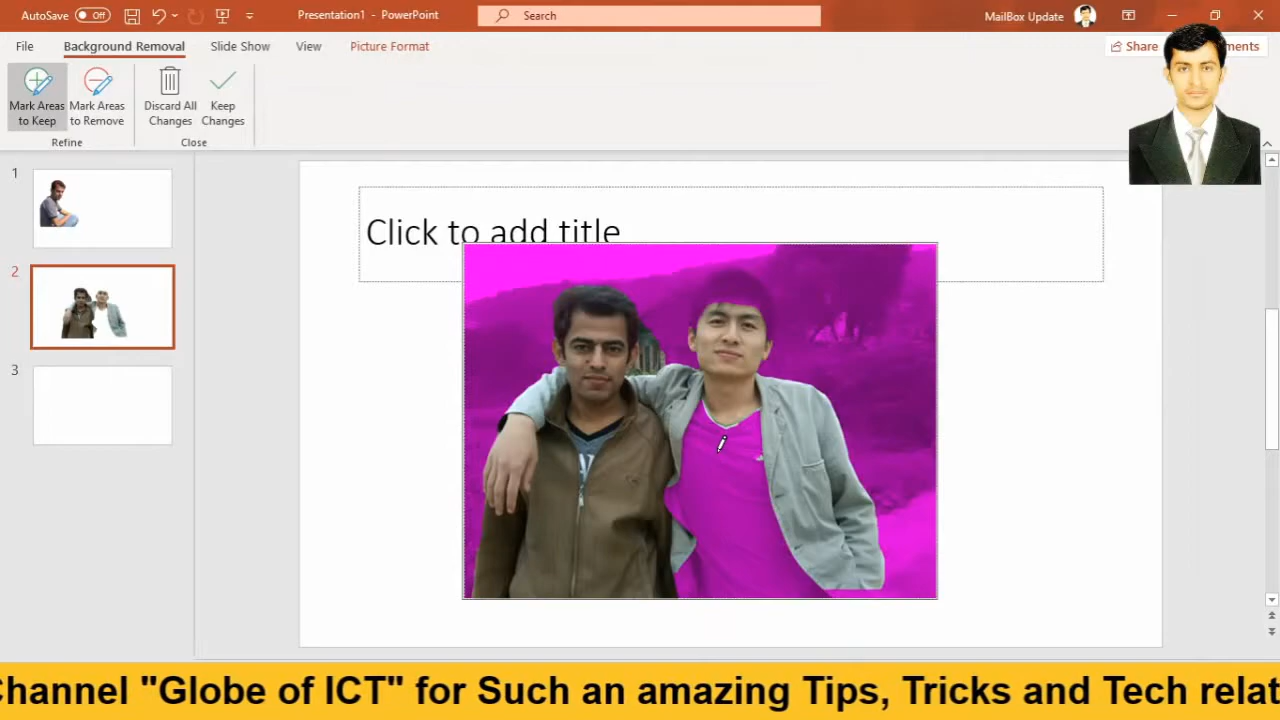 AutoSave Off Presentation1 - PowerPoint Search MailBox Update
File Background Removal Slide Show View Picture Format Share
Mark Areas to Keep
Mark Areas to Remove
Discard All Changes
Keep Changes
Refine Close
1
2
3
Click to add title
Channel "Globe of ICT" for Such an amazing Tips, Tricks and Tech relat